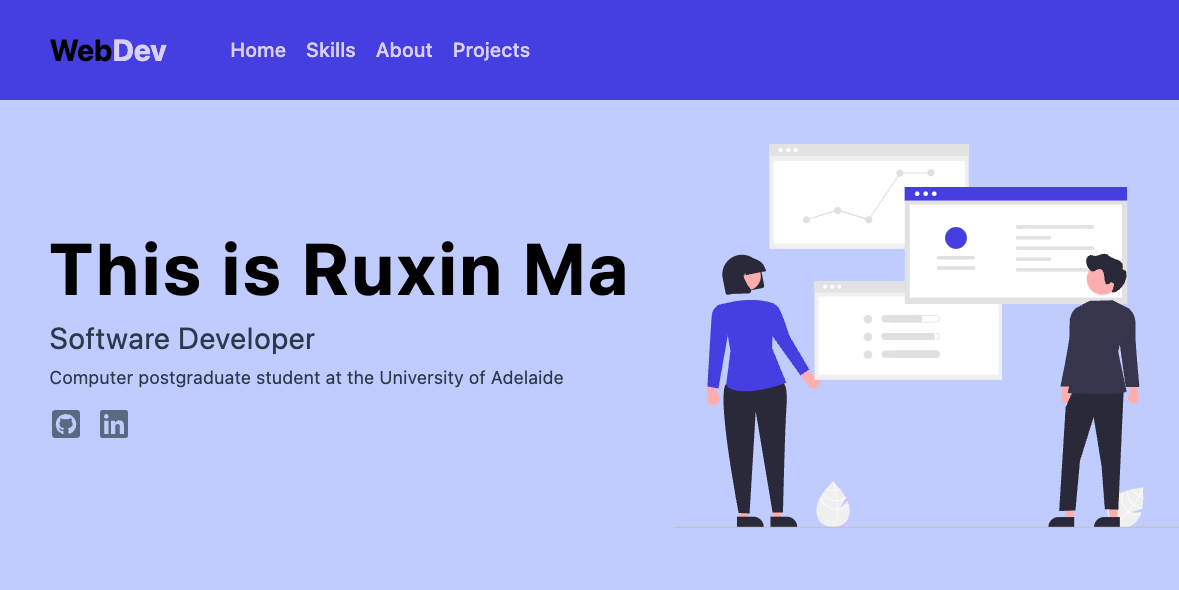 WebDev Home Skills About Projects
This is Ruxin Ma
Software Developer
Computer postgraduate student at the University of Adelaide
in